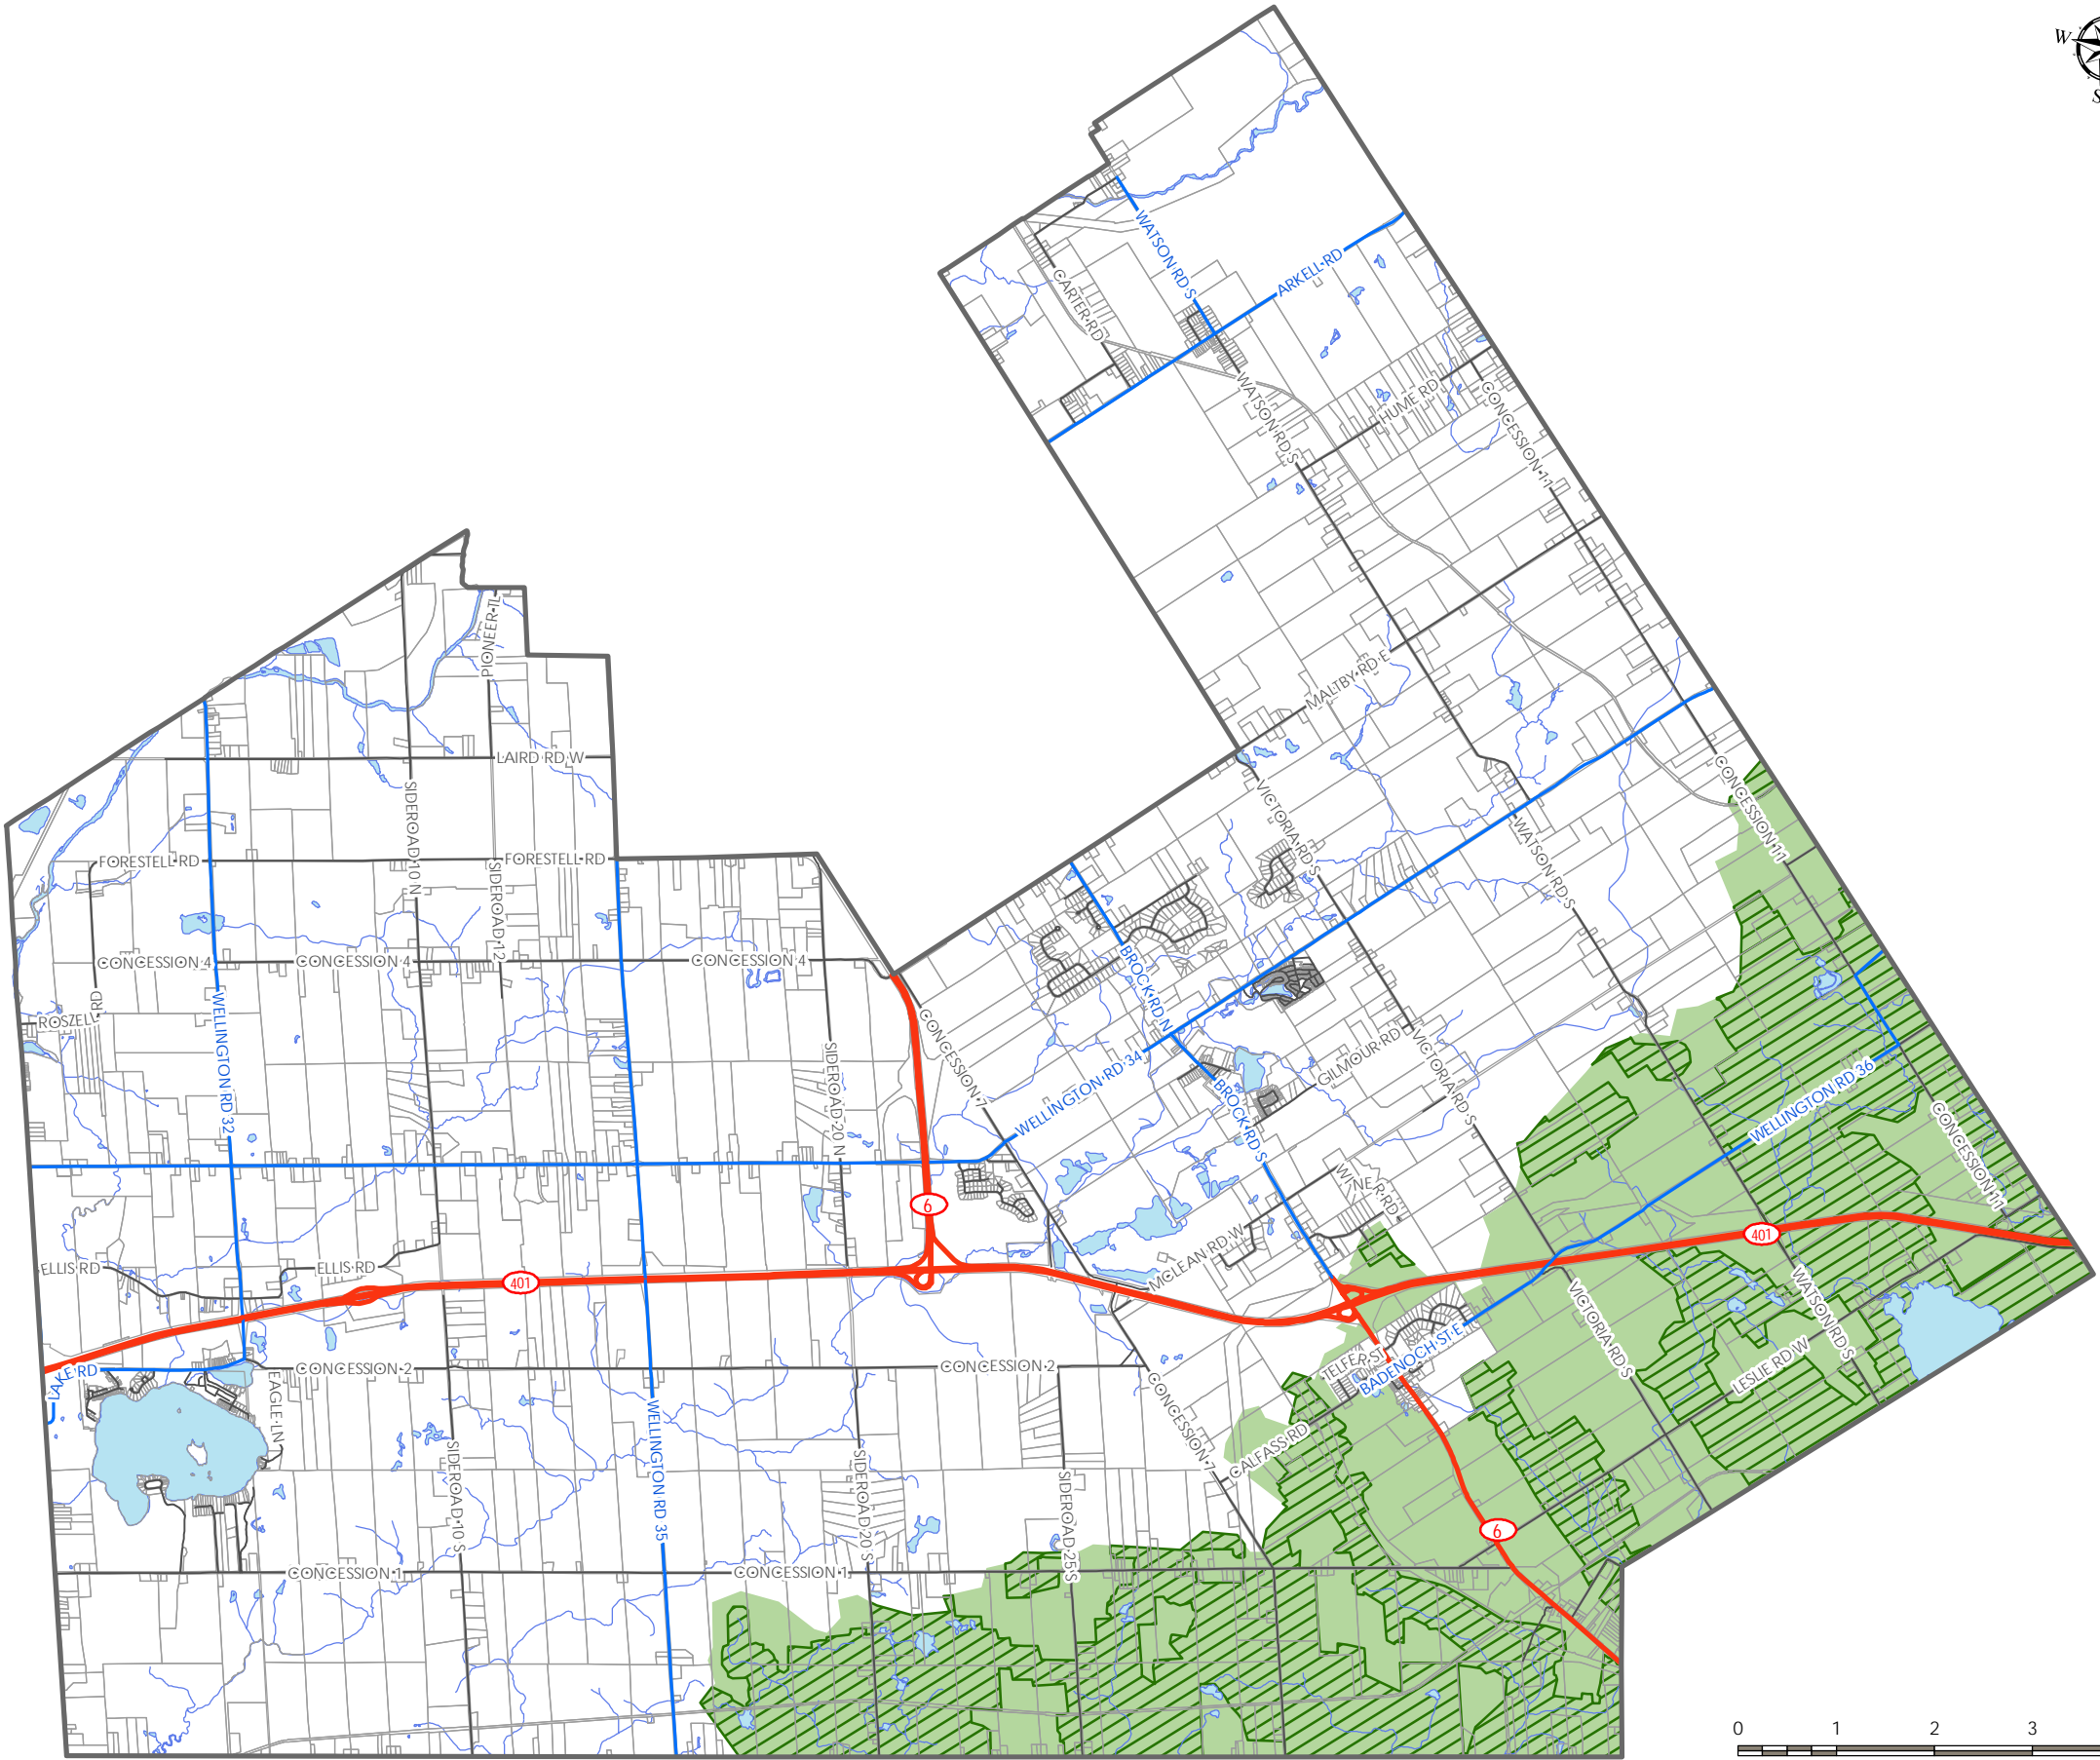 W
S
WATSON RD S
ARKELL RD
CARTER RD
WATSON RD S
HUME RD
CONCESSION 11
PIONEER TL
MALTBY RD E
LAIRD RD W
SIDEROAD 10 N
VICTORIA RD S
CONCESSION 11
WATSON RD S
FORESTELL RD
FORESTELL RD
SIDEROAD 12
CONCESSION 4
CONCESSION 4
CONCESSION 4
BROCK RD N
ROSZELL RD
WELLINGTON RD 32
SIDEROAD 20 N
CONCESSION 7
WELLINGTON RD 34
BROCK RD S
GILMOUR RD
VICTORIA RD S
WELLINGTON RD 36
CONCESSION 11
WYNER RD
6
401
MCLEAN RD W
ELLIS RD
ELLIS RD
401
LAKE RD
CONCESSION 2
CONCESSION 2
EAGLE LN
TELFER ST
BADENOCH ST E
VICTORIA RD S
WATSON RD S
LESLIE RD W
CONCESSION 7
CALFASS RD
WELLINGTON RD 35
SIDEROAD 10 S
SIDEROAD 20 S
SIDEROAD 25 S
6
CONCESSION 1
CONCESSION 1
0 1 2 3